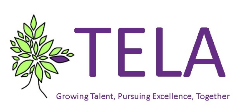 TELA
Growing Talent, Pursuing Excellence, Together